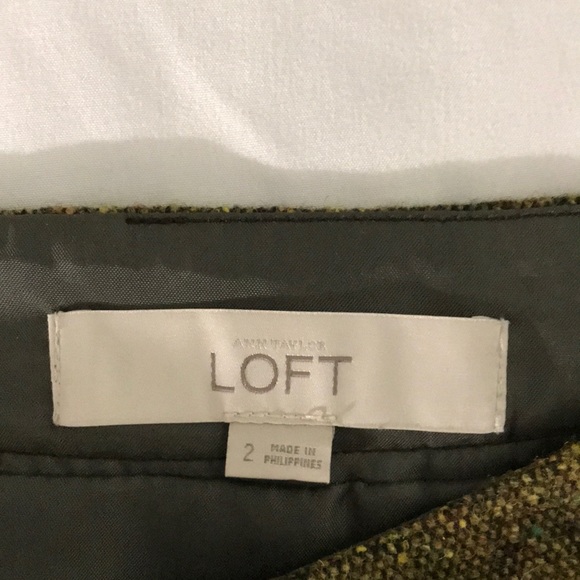 ANN TAYLOR
LOFT
2
MADE IN
PHILIPPINES